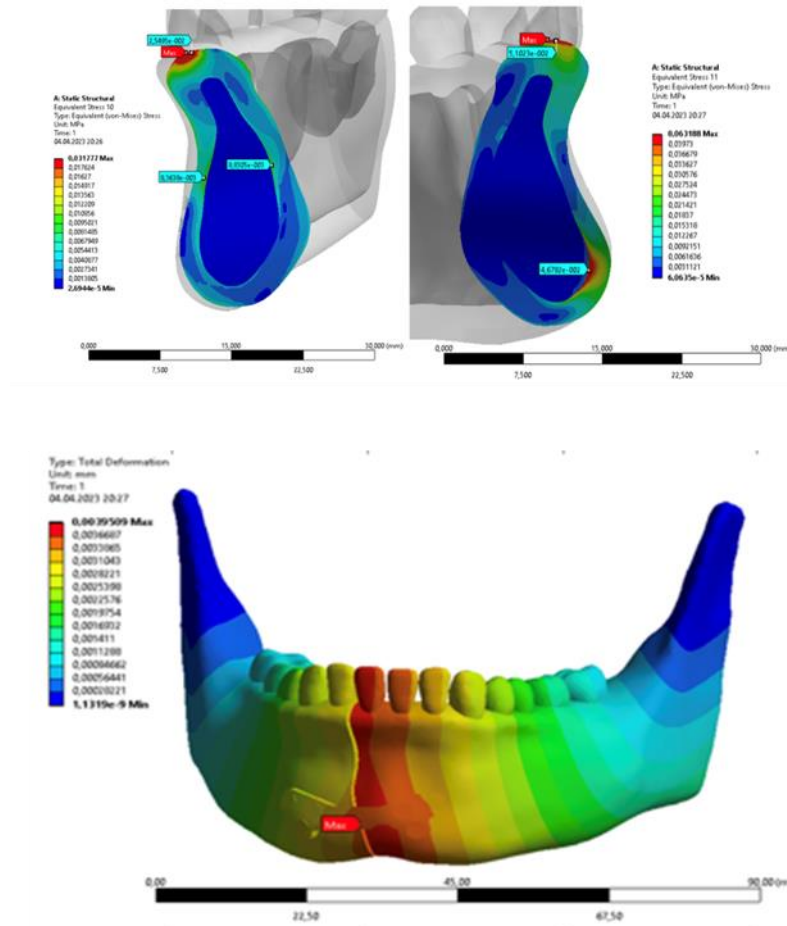 Max
A: Static Structural
Equivalent Stress 10
Type: Equivalent (von-Mises) Stress
Unit: MPa
Time: 1
04.04.2023 20:26
0,031777 Max
0,017624
0,01627
0,014917
0,013563
0,012209
0,010856
0,0095021
0,0081485
0,0067949
0,0054413
0,0040877
0,0027341
0,0013805
2,6944e-5 Min
0,000
15,000
30,000 (mm)
7,500
22,500
Max
1,1023e-002
4,6782e-002
A: Static Structural
Equivalent Stress 11
Type: Equivalent (von-Mises) Stress
Unit: MPa
Time: 1
04.04.2023 20:27
0,063188 Max
0,03973
0,036679
0,030576
0,027524
0,024473
0,021421
0,01837
0,015318
0,012267
0,0092151
0,0061636
0,0031121
6,0635e-5 Min
0,000
15,000
30,000 (mm)
7,500
22,500
Type: Total Deformation
Unit: mm
Time: 1
04.04.2023 20:27
0,0039509 Max
0,0036687
0,0033865
0,0031043
0,0028221
0,0025398
0,0022576
0,0019754
0,0016932
0,001411
0,0011288
0,00084662
0,00056441
0,00028221
1,1319e-9 Min
Max
0,00
45,00
90,00
22,50
67,50